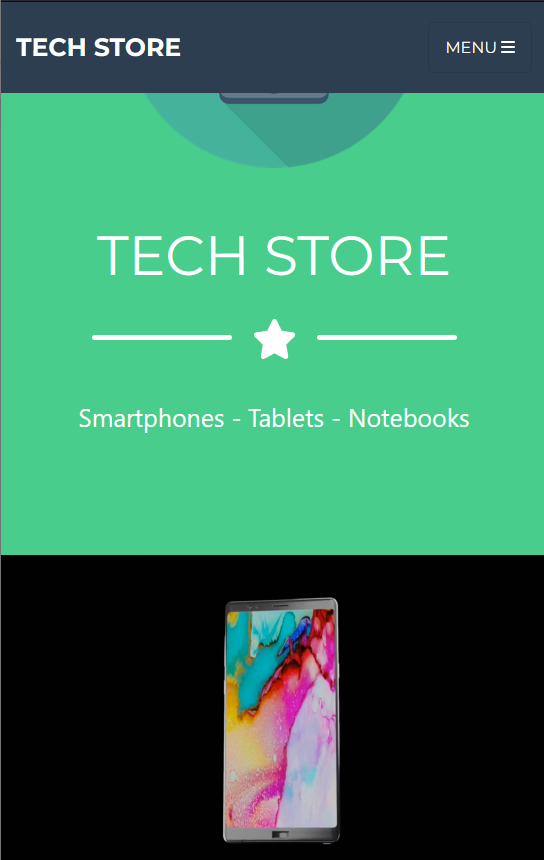 TECH STORE
MENU
TECH STORE
Smartphones - Tablets - Notebooks